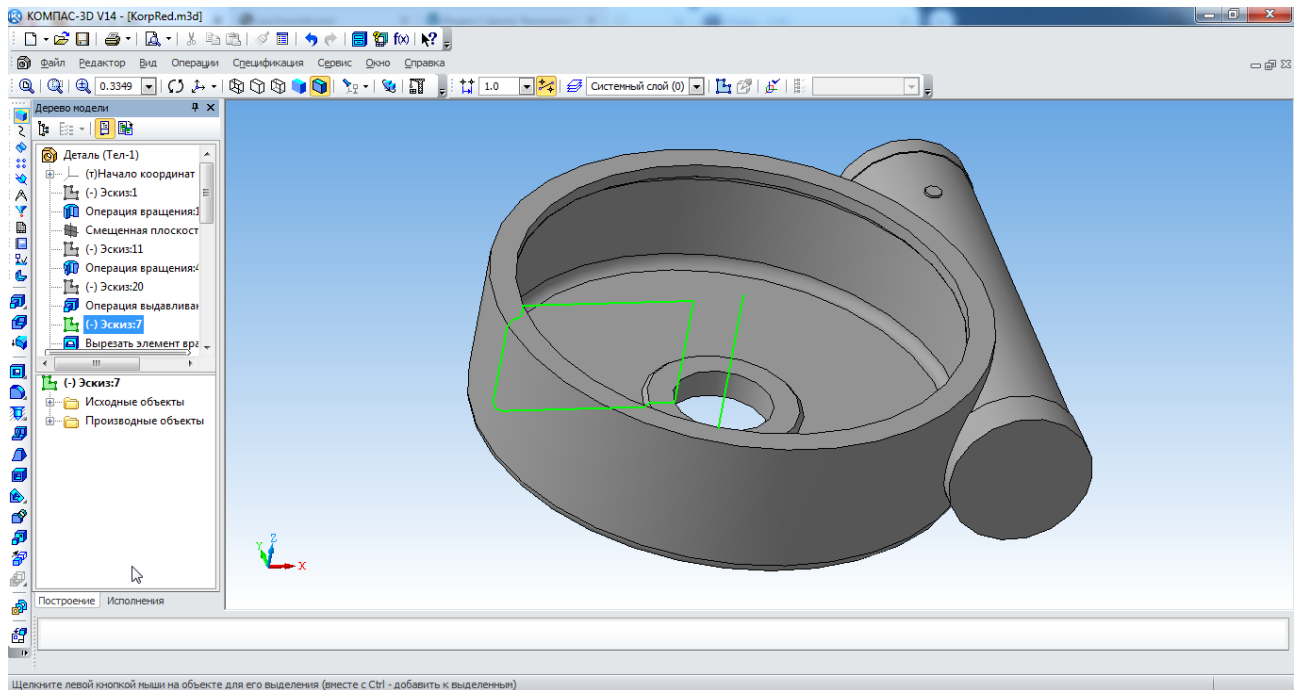 КОМПАС-3D V14 - [KorpRed.m3d]
Файл Редактор Вид Операции Спецификация Сервис Окно Справка
0.3349 1.0 Системный слой (0)
Дерево модели
Деталь (Тел-1)
(т)Начало координат
(-) Эскиз:1
Операция вращения:1
Смещенная плоскост
(-) Эскиз:11
Операция вращения:4
(-) Эскиз:20
Операция выдавливан
(-) Эскиз:7
Вырезать элемент вра
(-) Эскиз:7
Исходные объекты
Производные объекты
Z
Y
X
Построение Исполнения
Щелкните левой кнопкой мыши на объекте для его выделения (вместе с Ctrl - добавить к выделенным)